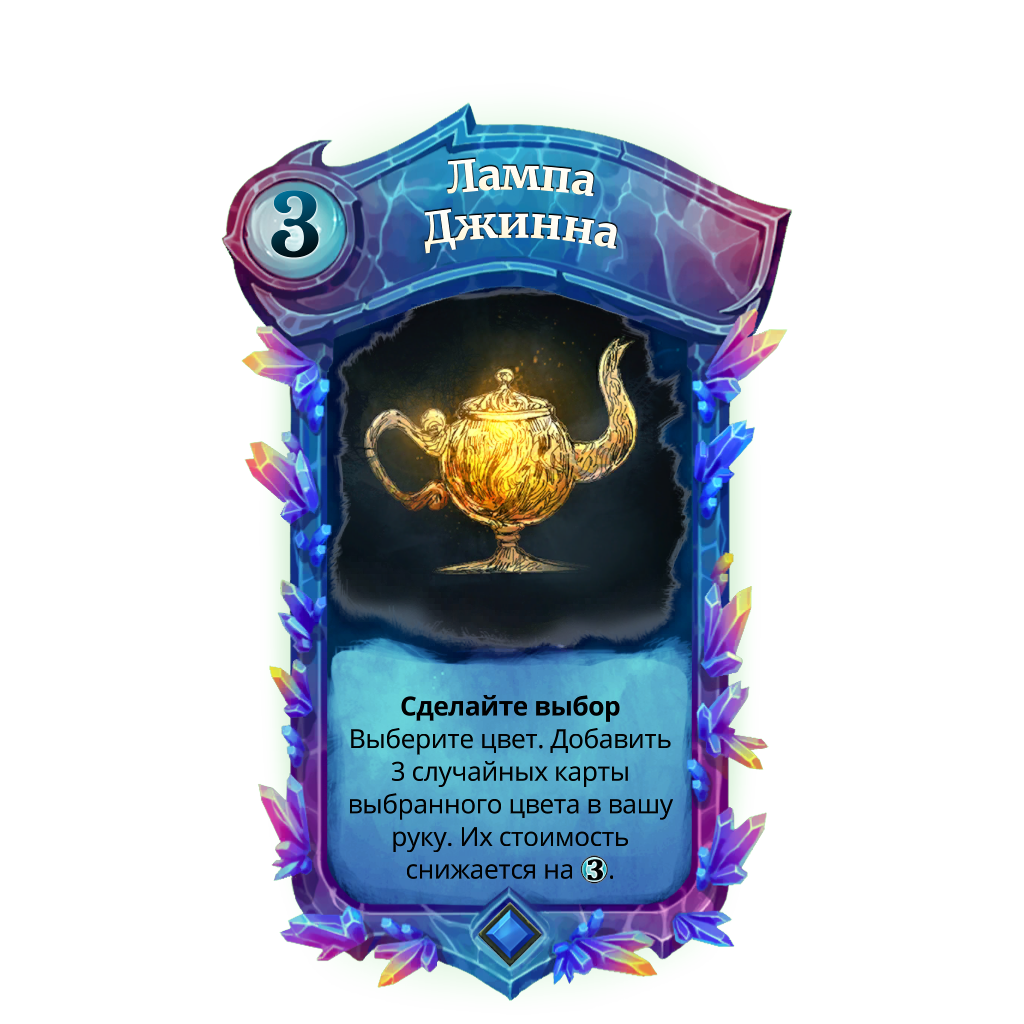 3
Лампа
Джинна
Сделайте выбор
Выберите цвет. Добавить
3 случайных карты
выбранного цвета в вашу
руку. Их стоимость
снижается на 3.